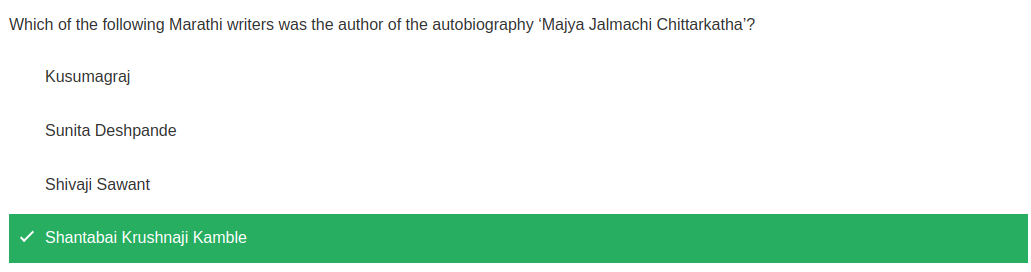 Which of the following Marathi writers was the author of the autobiography ‘Majya Jalmachi Chittarkatha’?
Kusumagraj
Sunita Deshpande
Shivaji Sawant
Shantabai Krushnaji Kamble